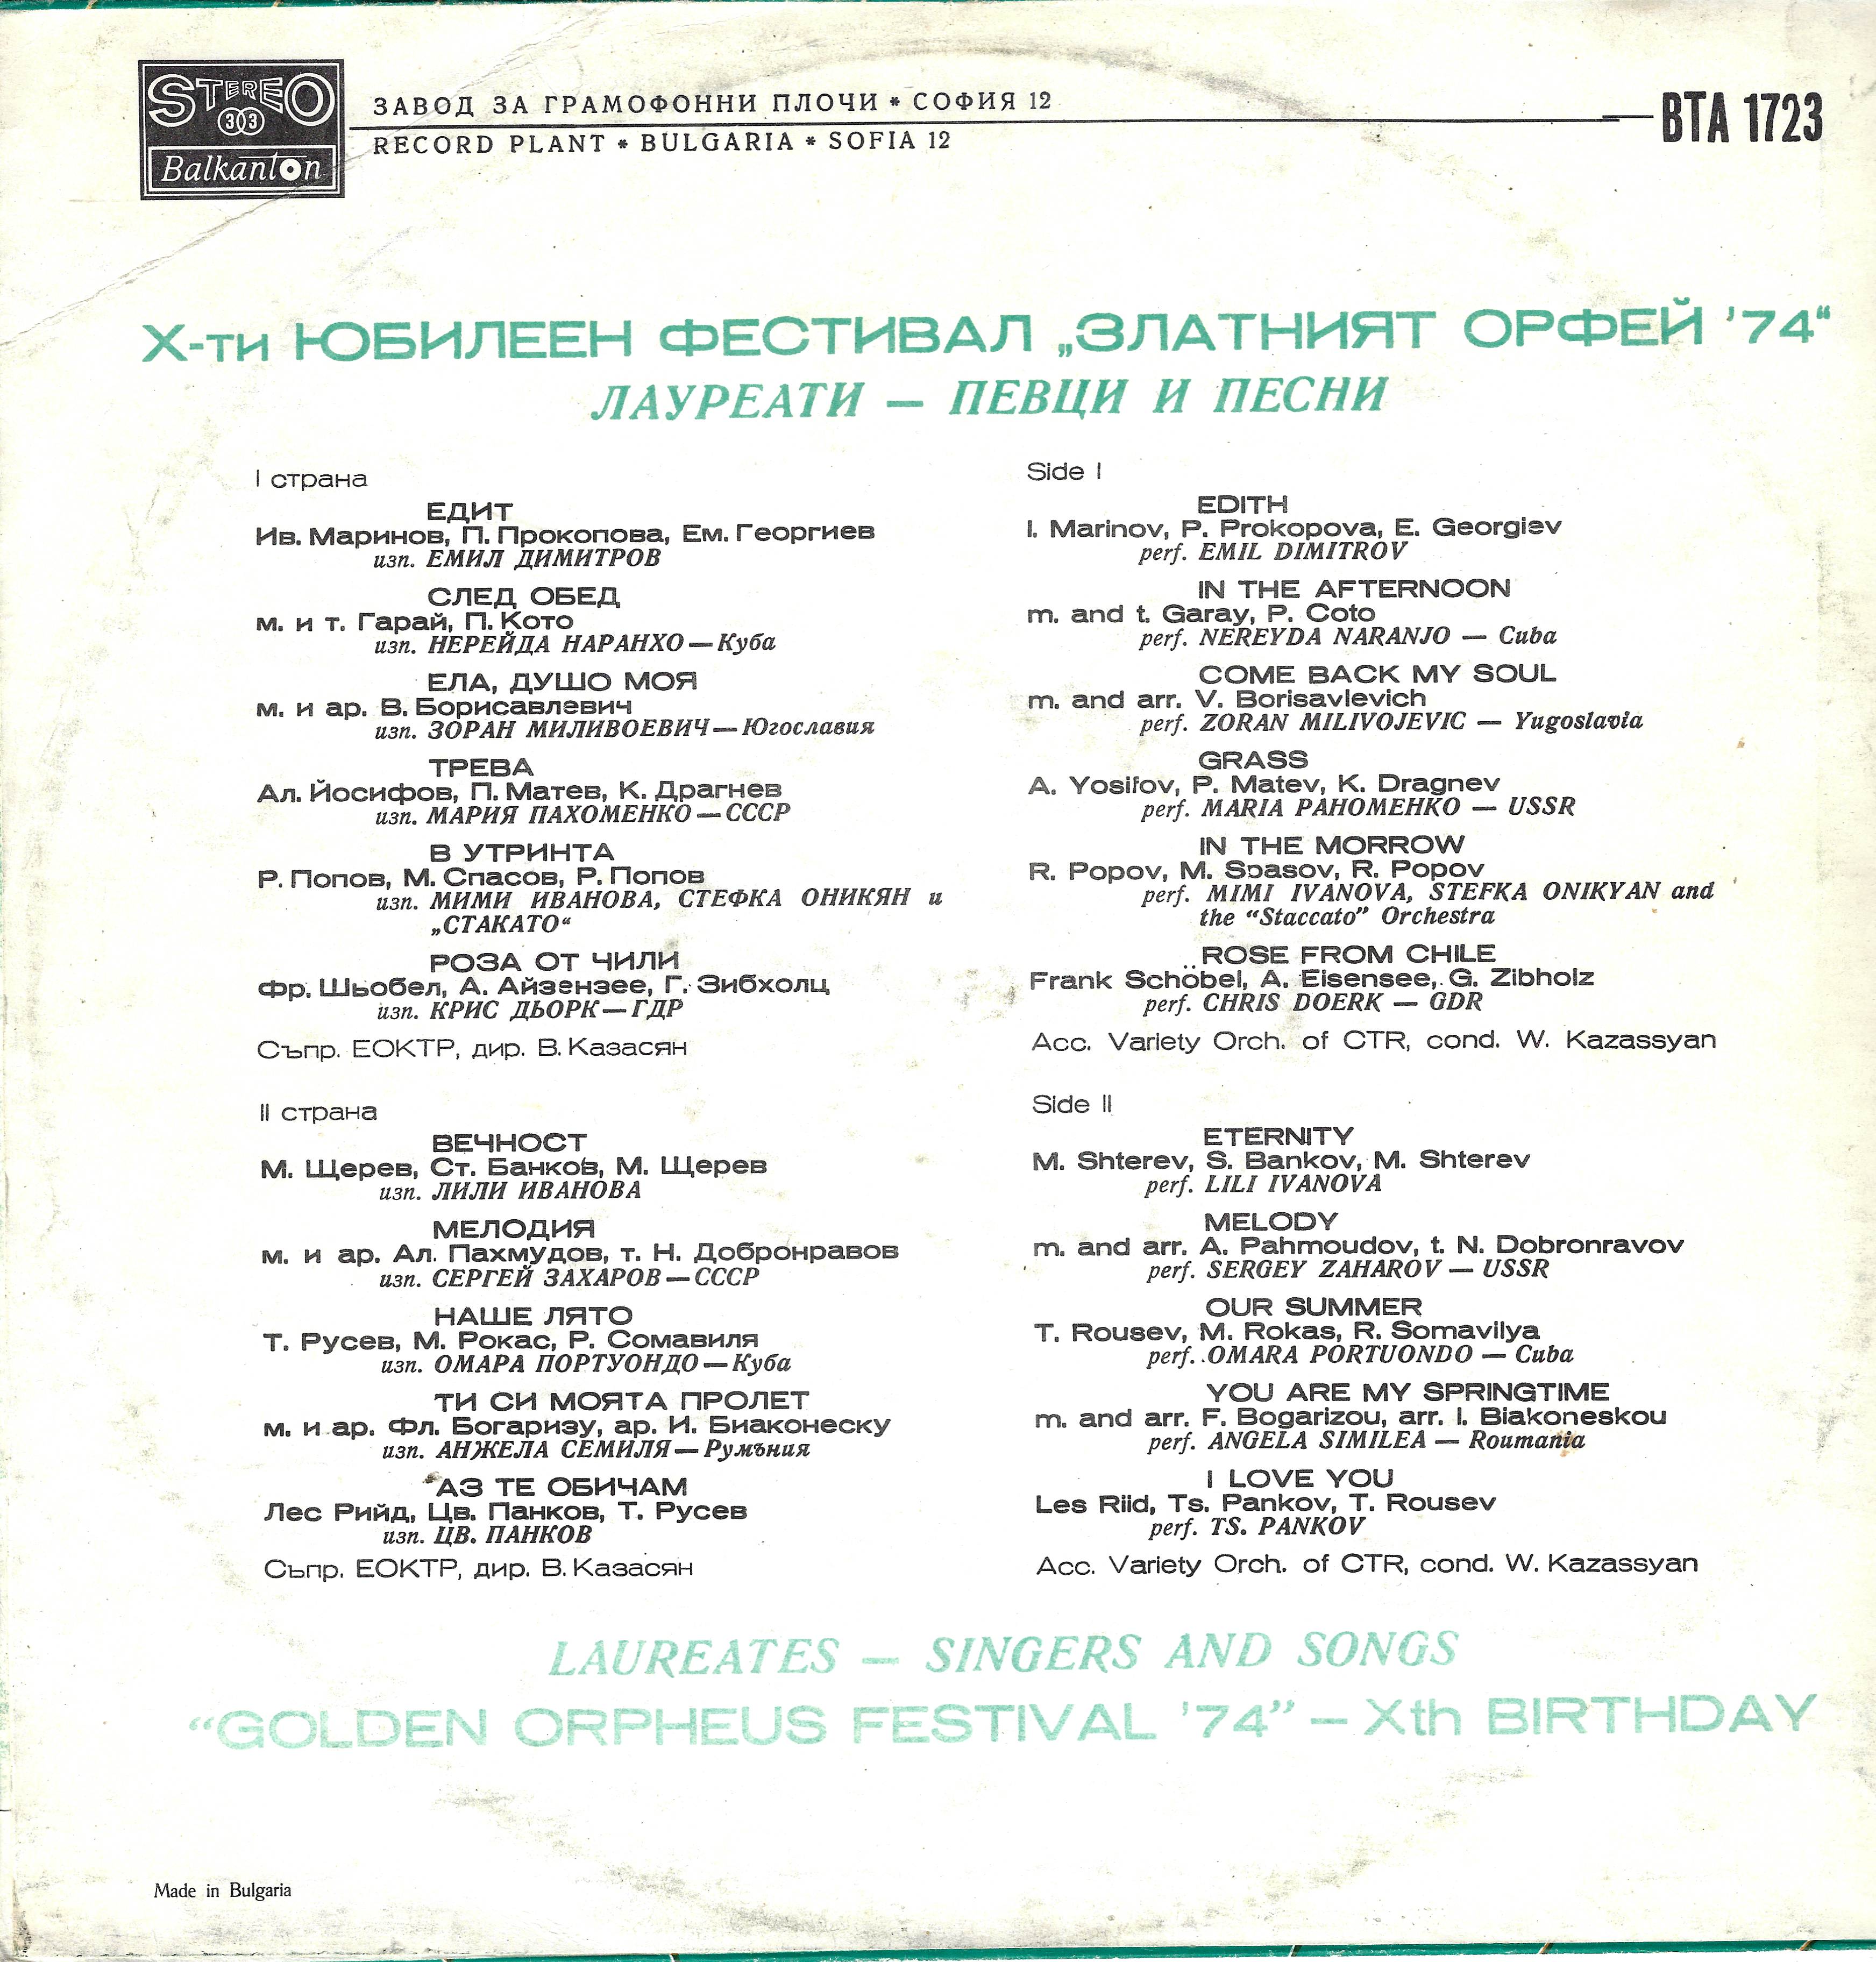 STEREO
33
Balkanton
ЗАВОД ЗА ГРАМОФОННИ ПЛОЧИ * СОФИЯ 12
RECORD PLANT * BULGARIA * SOFIA 12
ВТА 1723
X-ти ЮБИЛЕЕН ФЕСТИВАЛ „ЗЛАТНИЯТ ОРФЕЙ '74“
ЛАУРЕАТИ — ПЕВЦИ И ПЕСНИ
I страна
ЕДИТ
Ив. Маринов, П. Прокопова, Ем. Георгиев
изп. ЕМИЛ ДИМИТРОВ
СЛЕД ОБЕД
м. и т. Гарай, П. Кото
изп. НЕРЕЙДА НАРАНХО — Куба
ЕЛА, ДУШО МОЯ
м. и ар. В. Борисавлевич
изп. ЗОРАН МИЛИВОЕВИЧ — Югославия
ТРЕВА
Ал. Йосифов, П. Матев, К. Драгнев
изп. МАРИЯ ПАХОМЕНКО — СССР
В УТРИНТА
Р. Попов, М. Спасов, Р. Попов
изп. МИМИ ИВАНОВА, СТЕФКА ОНИКЯН и
„СТАКАТО“
РОЗА ОТ ЧИЛИ
Фр. Шьобел, А. Айзензее, Г. Зибхолц
изп. КРИС ДЬОРК — ГДР
Съпр. ЕОКТР, дир. В. Казасян
II страна
ВЕЧНОСТ
М. Щерев, Ст. Банков, М. Щерев
изп. ЛИЛИ ИВАНОВА
МЕЛОДИЯ
м. и ар. Ал. Пахмудов, т. Н. Добронравов
изп. СЕРГЕЙ ЗАХАРОВ — СССР
НАШЕ ЛЯТО
Т. Русев, М. Рокас, Р. Сомавиля
изп. ОМАРА ПОРТУОНДО — Куба
ТИ СИ МОЯТА ПРОЛЕТ
м. и ар. Фл. Богаризу, ар. И. Биаконеску
изп. АНЖЕЛА СЕМИЛЯ — Румъния
АЗ ТЕ ОБИЧАМ
Лес Рийд, Цв. Панков, Т. Русев
изп. ЦВ. ПАНКОВ
Съпр. ЕОКТР, дир. В. Казасян
Side I
EDITH
I. Marinov, P. Prokopova, E. Georgiev
perf. EMIL DIMITROV
IN THE AFTERNOON
m. and t. Garay, P. Coto
perf. NEREYDA NARANJO — Cuba
COME BACK MY SOUL
m. and arr. V. Borisavlevich
perf. ZORAN MILIVOJEVIC — Yugoslavia
GRASS
A. Yosifov, P. Matev, K. Dragnev
perf. MARIA PAHOMENKO — USSR
IN THE MORROW
R. Popov, M. Spasov, R. Popov
perf. MIMI IVANOVA, STEFKA ONIKYAN and
the “Staccato” Orchestra
ROSE FROM CHILE
Frank Schöbel, A. Eisensee, G. Zibholz
perf. CHRIS DOERK — GDR
Acc. Variety Orch. of CTR, cond. W. Kazassyan
Side II
ETERNITY
M. Shterev, S. Bankov, M. Shterev
perf. LILI IVANOVA
MELODY
m. and arr. A. Pahmoudov, t. N. Dobronravov
perf. SERGEY ZAHAROV — USSR
OUR SUMMER
T. Rousev, M. Rokas, R. Somavilya
perf. OMARA PORTUONDO — Cuba
YOU ARE MY SPRINGTIME
m. and arr. F. Bogarizou, arr. I. Biakoneskou
perf. ANGELA SIMILEA — Roumania
I LOVE YOU
Les Riid, Ts. Pankov, T. Rousev
perf. TS. PANKOV
Acc. Variety Orch. of CTR, cond. W. Kazassyan
LAUREATES — SINGERS AND SONGS
“GOLDEN ORPHEUS FESTIVAL '74” — Xth BIRTHDAY
Made in Bulgaria